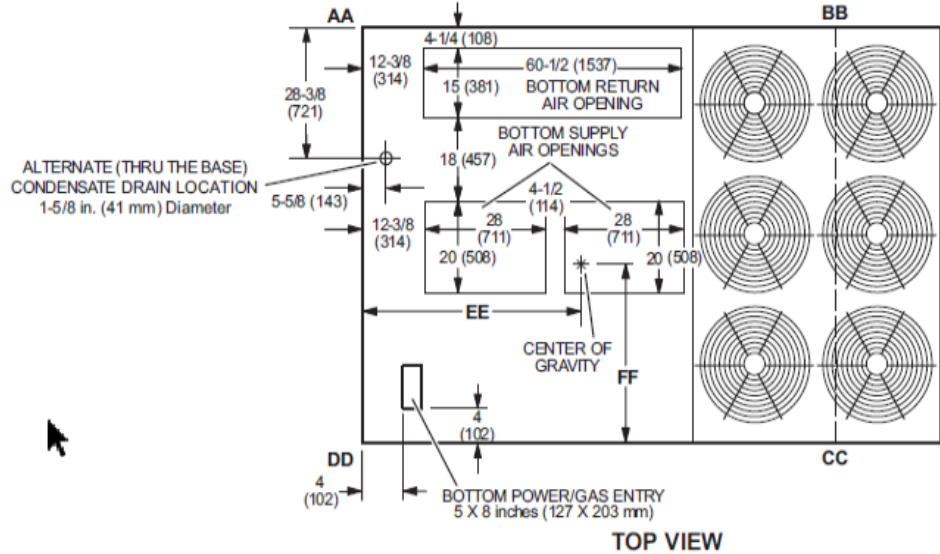 AA
BB
4-1/4 (108)
12-3/8
(314)
60-1/2 (1537)
15 (381)
BOTTOM RETURN
AIR OPENING
28-3/8
(721)
BOTTOM SUPPLY
AIR OPENINGS
18 (457)
ALTERNATE (THRU THE BASE)
CONDENSATE DRAIN LOCATION
1-5/8 in. (41 mm) Diameter
5-5/8 (143)
4-1/2
(114)
12-3/8
(314)
28
(711)
28
(711)
20 (508)
20 (508)
EE
CENTER OF
GRAVITY
FF
4
(102)
DD
CC
4
(102)
BOTTOM POWER/GAS ENTRY
5 X 8 inches (127 X 203 mm)
TOP VIEW